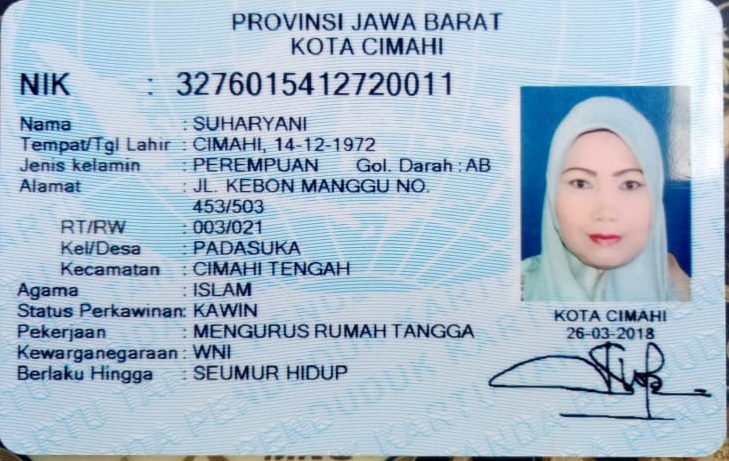 PROVINSI JAWA BARAT
KOTA CIMAHI
NIK : 3276015412720011
Nama : SUHARYANI
Tempat/Tgl Lahir : CIMAHI, 14-12-1972
Jenis kelamin : PEREMPUAN Gol. Darah : AB
Alamat : JL. KEBON MANGGU NO.
453/503
RT/RW : 003/021
Kel/Desa : PADASUKA
Kecamatan : CIMAHI TENGAH
Agama : ISLAM
Status Perkawinan: KAWIN
Pekerjaan : MENGURUS RUMAH TANGGA
Kewarganegaraan : WNI
Berlaku Hingga : SEUMUR HIDUP
KOTA CIMAHI
26-03-2018